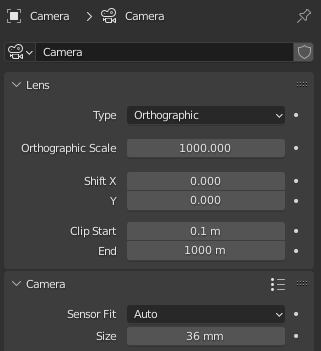 Camera Camera
Camera
Lens
Type Orthographic
Orthographic Scale 1000.000
Shift X 0.000
Y 0.000
Clip Start 0.1 m
End 1000 m
Camera
Sensor Fit Auto
Size 36 mm